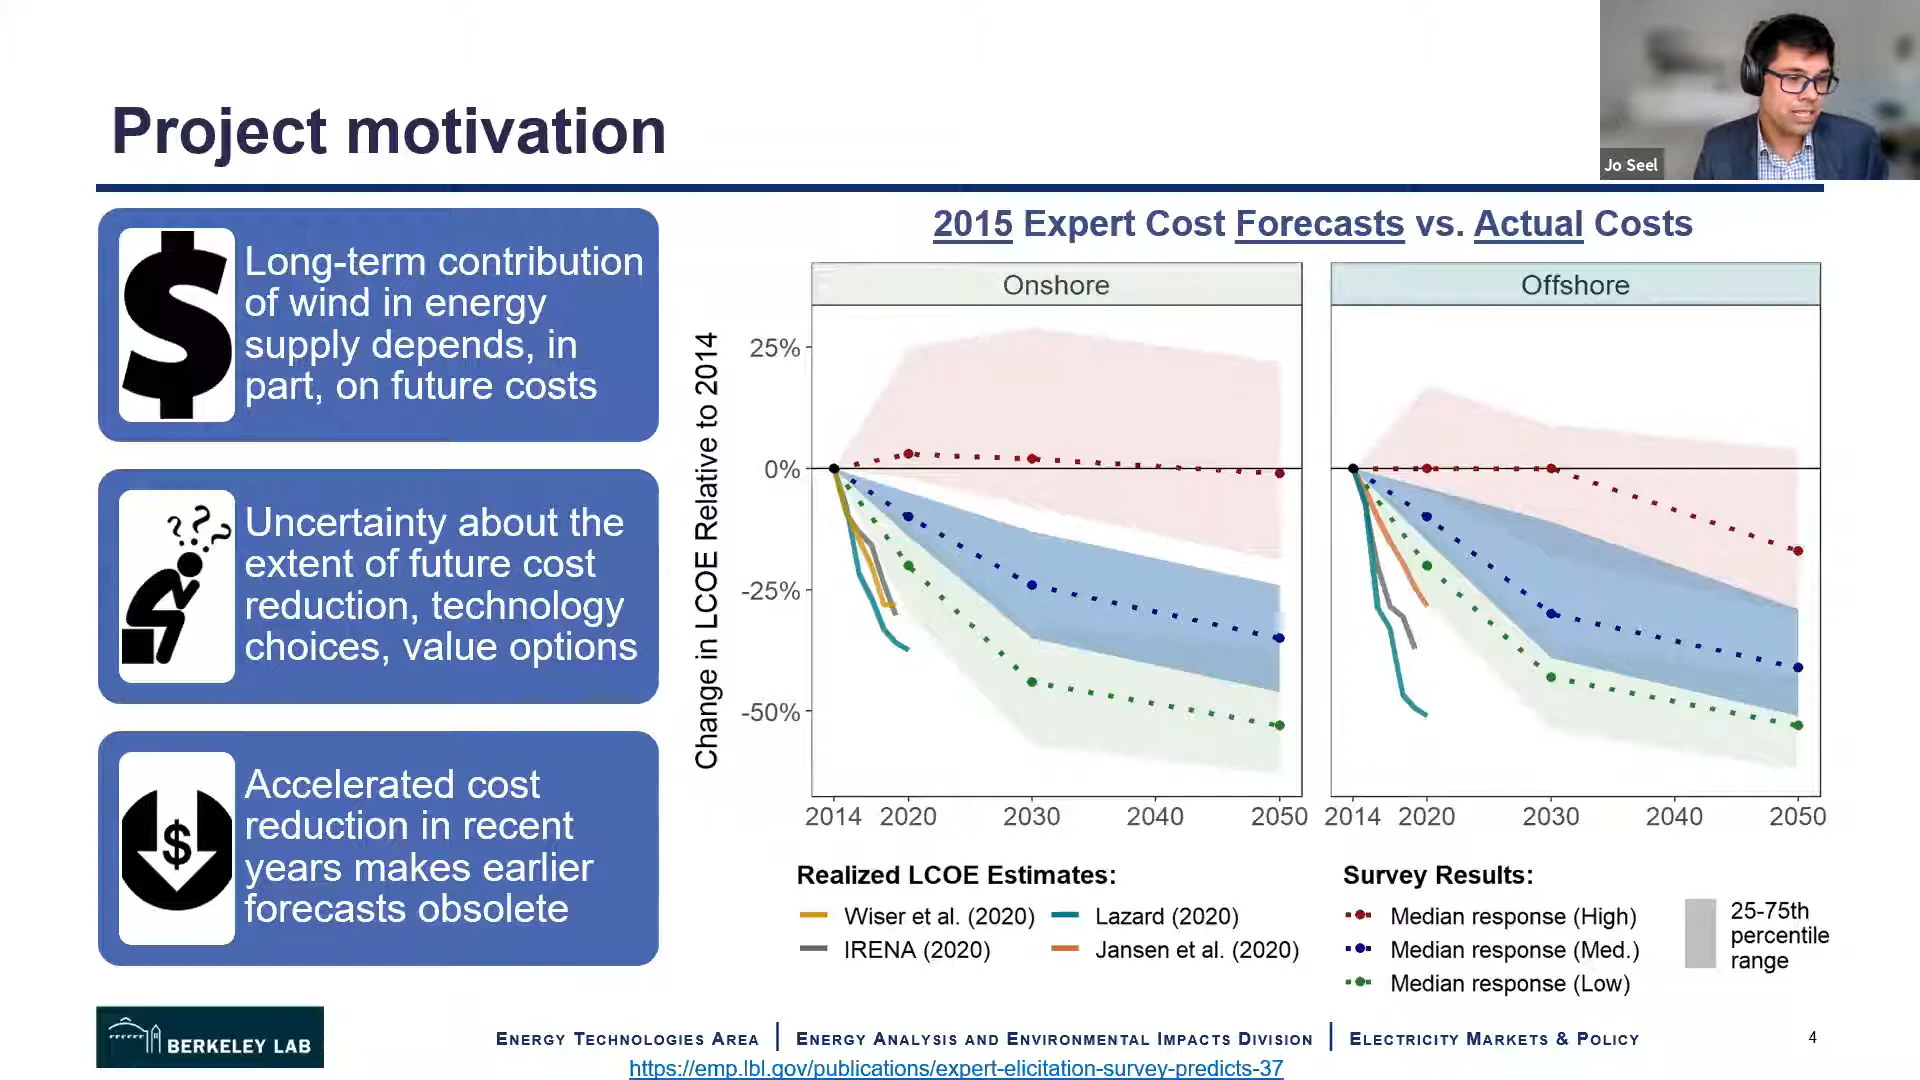 Project motivation
Jo Seel
Long-term contribution
of wind in energy
supply depends, in
part, on future costs
Uncertainty about the
extent of future cost
reduction, technology
choices, value options
Accelerated cost
reduction in recent
years makes earlier
forecasts obsolete
2015 Expert Cost Forecasts vs. Actual Costs
Onshore
Offshore
Change in LCOE Relative to 2014
25%
0%
-25%
-50%
2014 2020 2030 2040 2050
2014 2020 2030 2040 2050
Realized LCOE Estimates:
Wiser et al. (2020)
Lazard (2020)
IRENA (2020)
Jansen et al. (2020)
Survey Results:
Median response (High)
Median response (Med.)
Median response (Low)
25-75th
percentile
range
BERKELEY LAB
ENERGY TECHNOLOGIES AREA | ENERGY ANALYSIS AND ENVIRONMENTAL IMPACTS DIVISION | ELECTRICITY MARKETS & POLICY
4
https://emp.lbl.gov/publications/expert-elicitation-survey-predicts-37